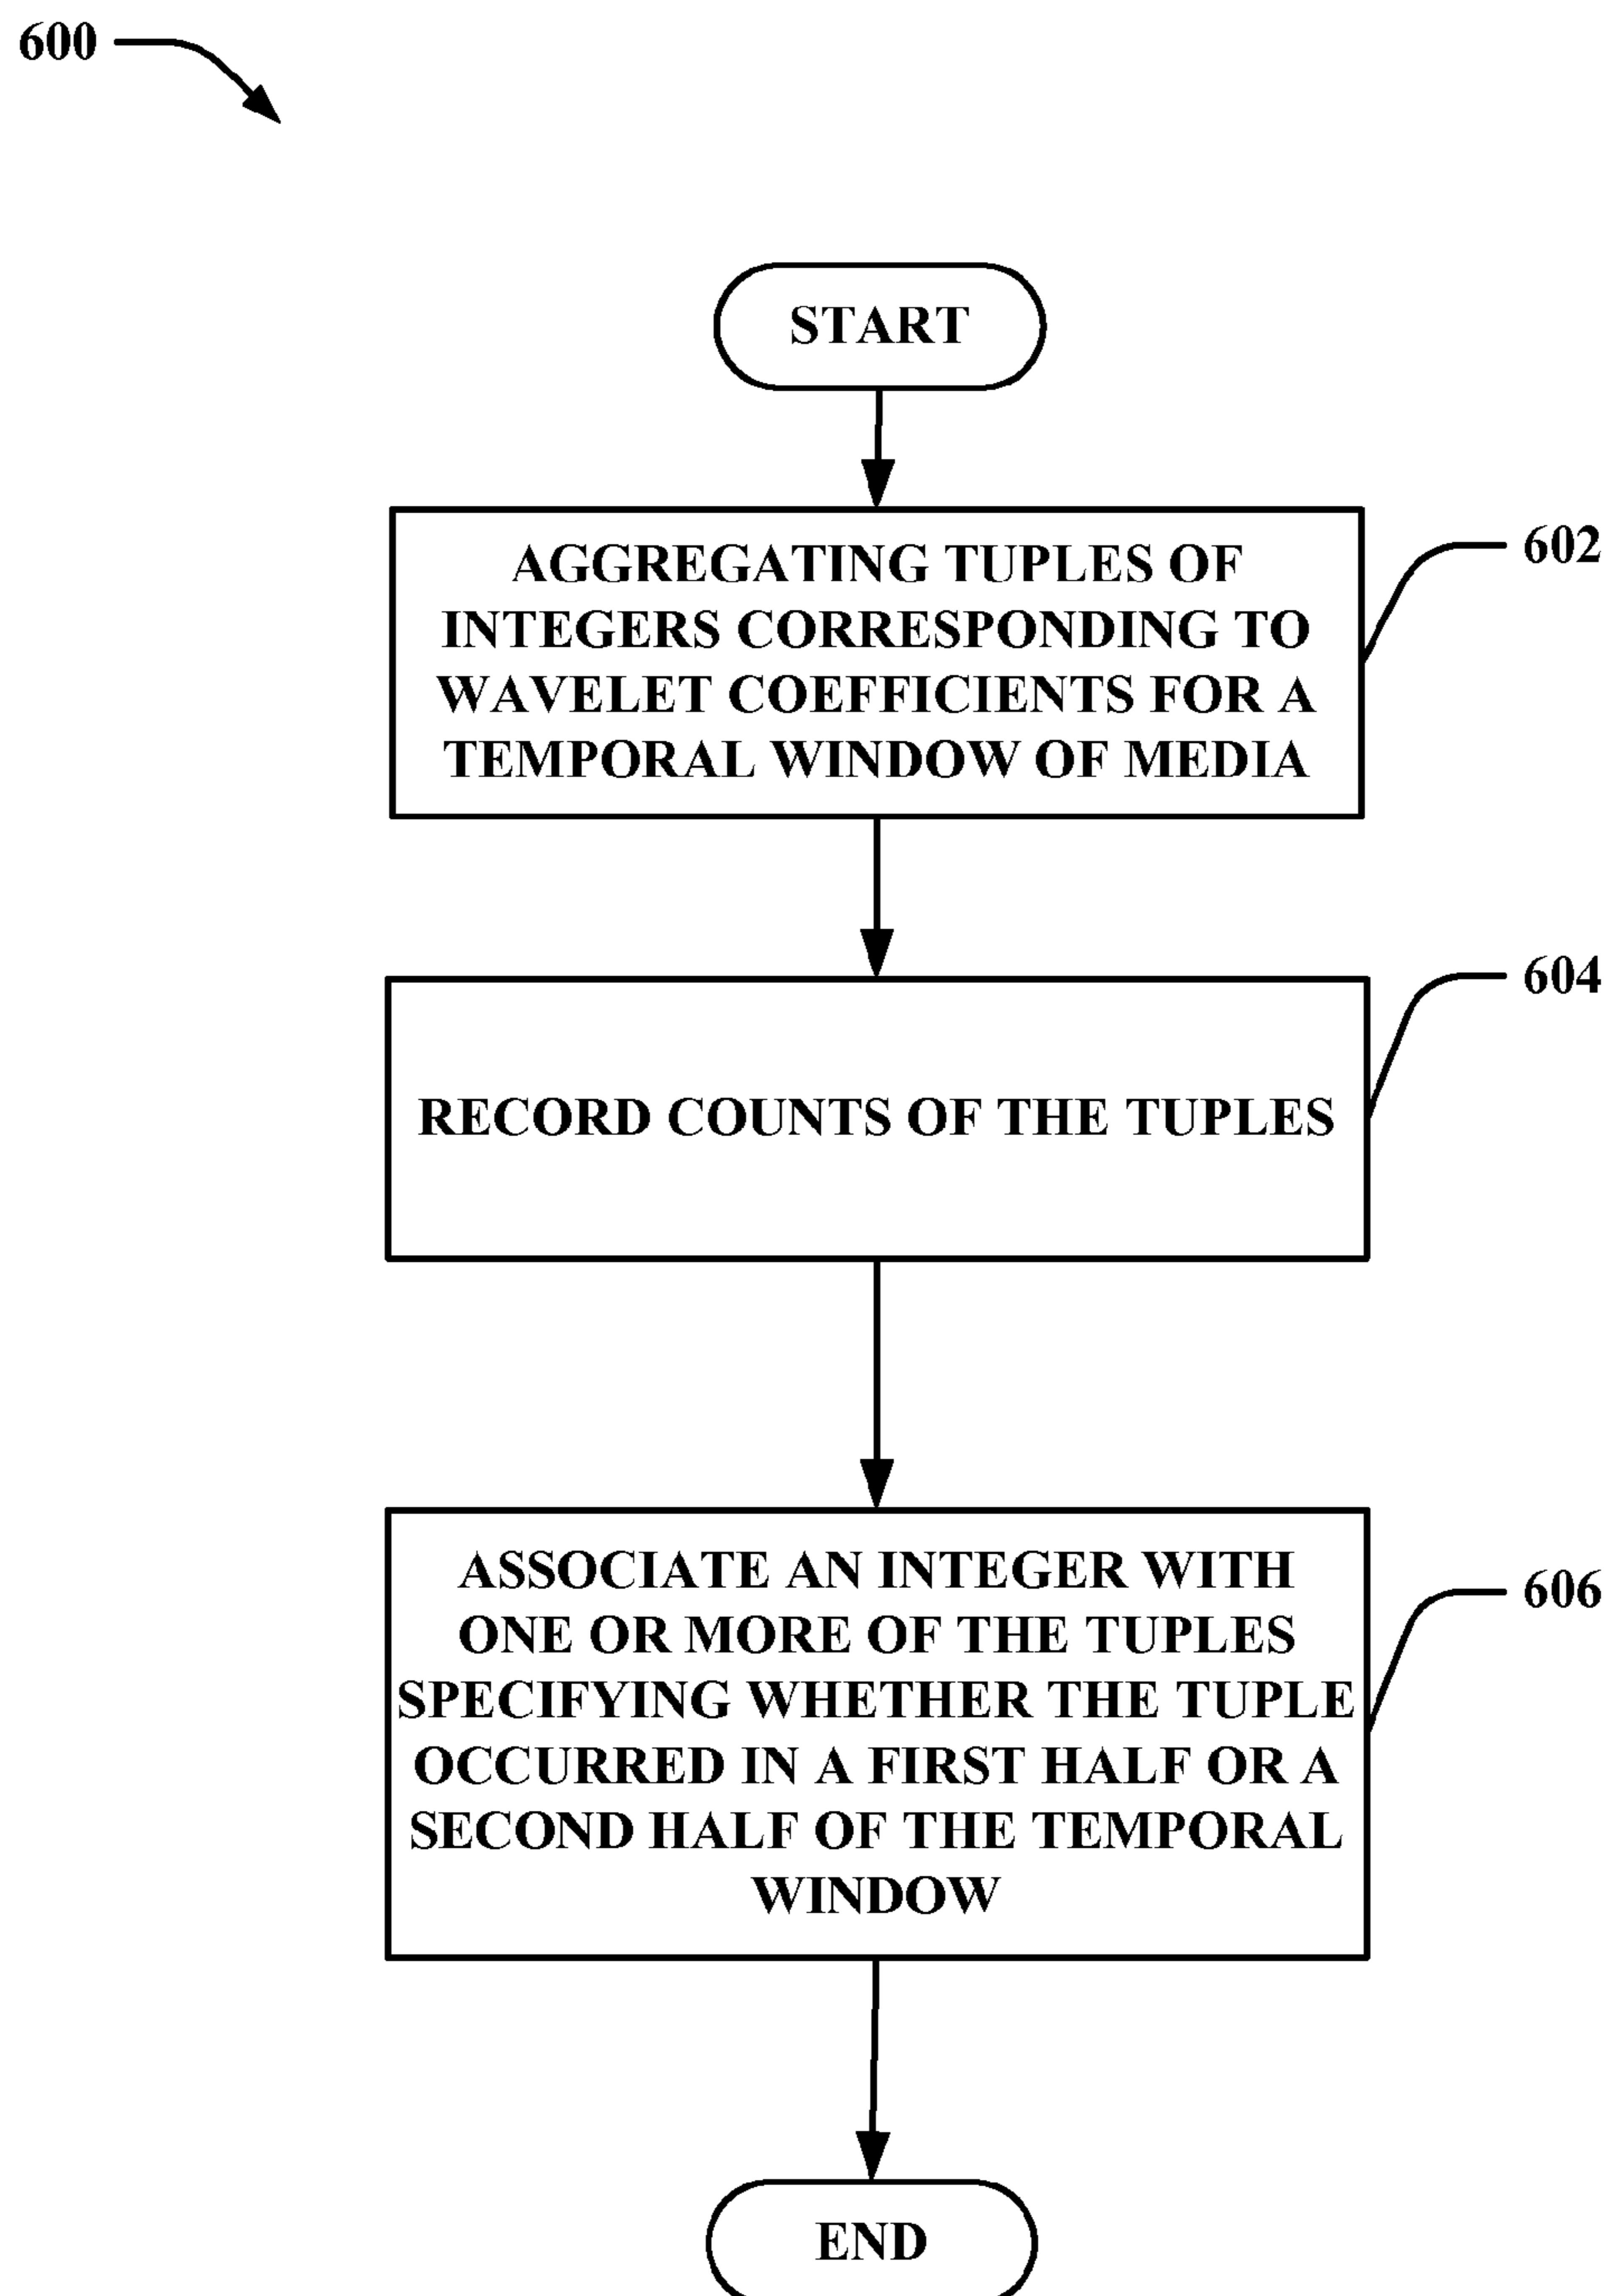 600
START
AGGREGATING TUPLES OF
INTEGERS CORRESPONDING TO
WAVELET COEFFICIENTS FOR A
TEMPORAL WINDOW OF MEDIA
602
RECORD COUNTS OF THE TUPLES
604
ASSOCIATE AN INTEGER WITH
ONE OR MORE OF THE TUPLES
SPECIFYING WHETHER THE TUPLE
OCCURRED IN A FIRST HALF OR A
SECOND HALF OF THE TEMPORAL
WINDOW
606
END